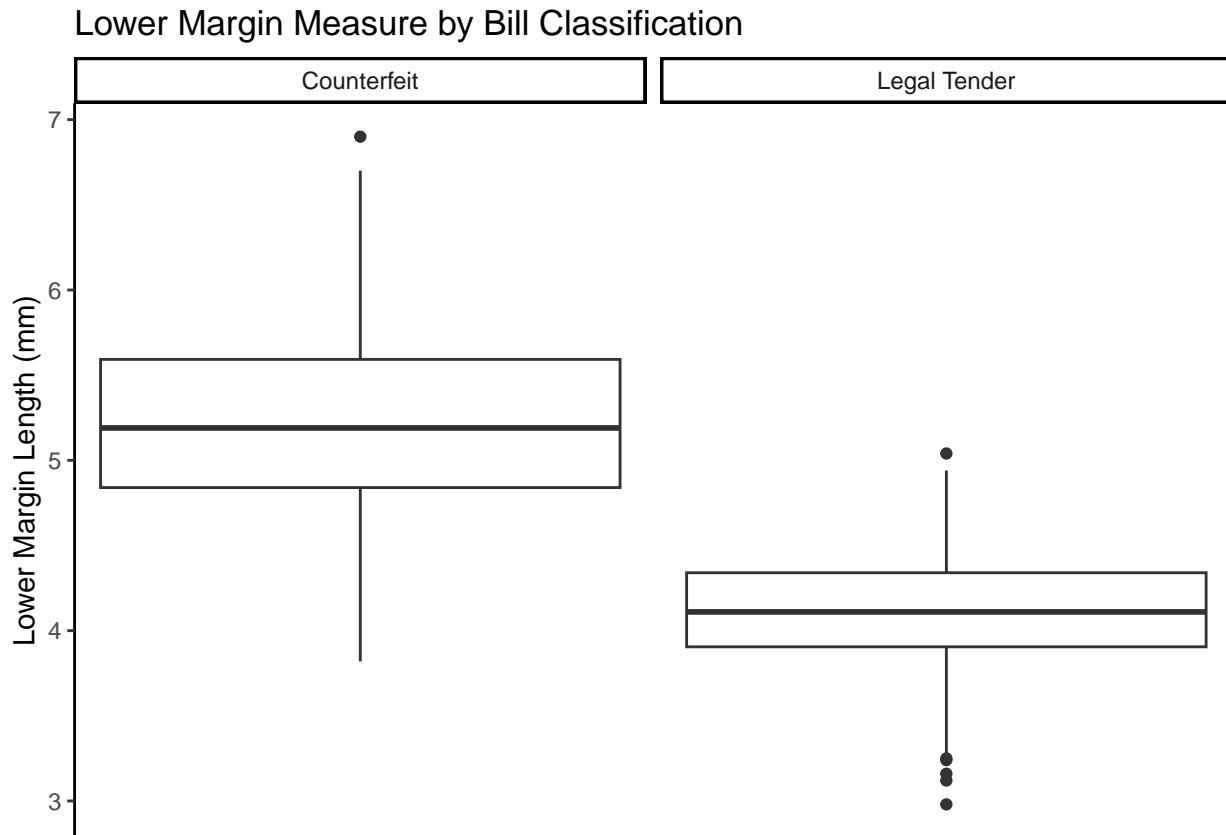 Lower Margin Measure by Bill Classification
Counterfeit
Legal Tender
7
6
5
4
3
Lower Margin Length (mm)